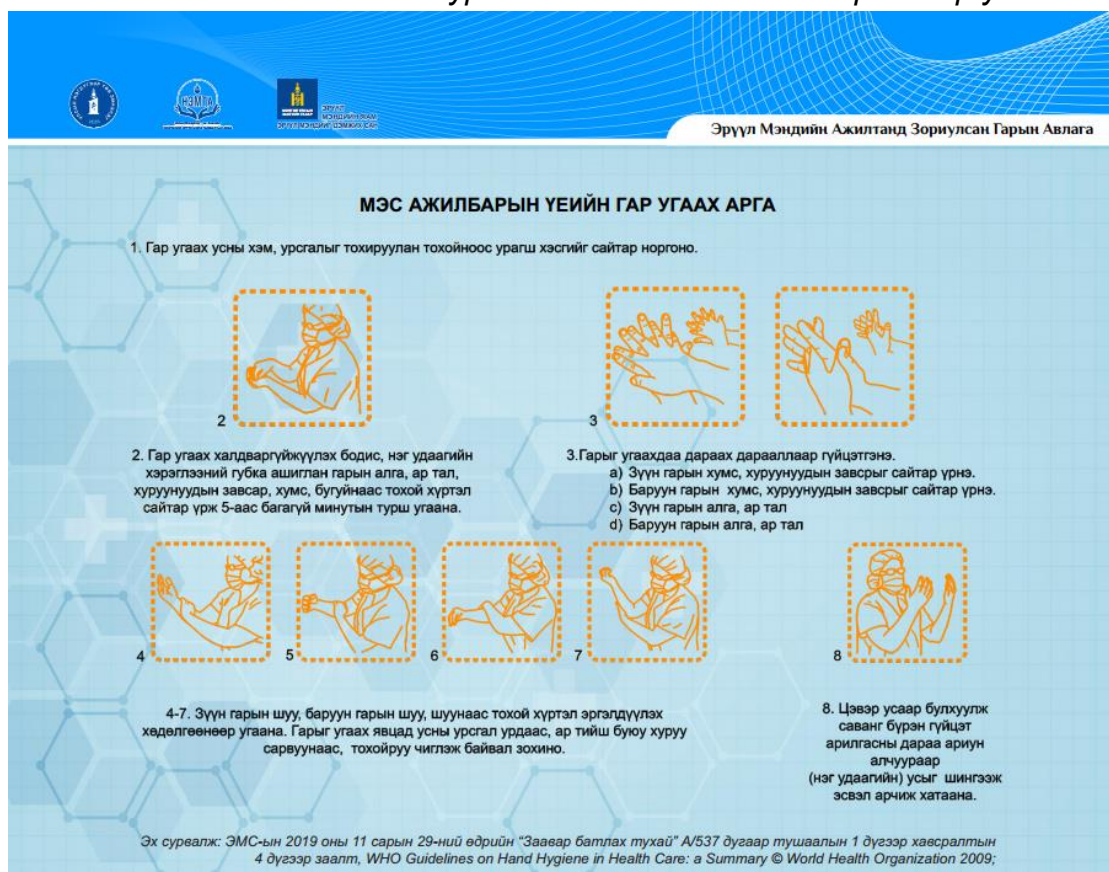 НЭМГА
ЭРҮҮЛ
МЭНДИЙН ЯАМ
ЭРҮҮЛ МЭНДИЙГ ДЭМЖИХ САН
Эрүүл Мэндийн Ажилтанд Зориулсан Гарын Авлага
МЭС АЖИЛБАРЫН ҮЕИЙН ГАР УГААХ АРГА
1. Гар угаах усны хэм, урсгалыг тохируулан тохойноос урагш хэсгийг сайтар норгоно.
2
3
2. Гар угаах халдваргүйжүүлэх бодис, нэг удаагийн
хэрэглээний губка ашиглан гарын алга, ар тал,
хуруунуудын завсар, хумс, бугуйнаас тохой хүртэл
сайтар үрж 5-аас багагүй минутын турш угаана.
3.Гарыг угаахдаа дараах дарааллаар гүйцэтгэнэ.
a) Зүүн гарын хумс, хуруунуудын завсрыг сайтар үрнэ.
b) Баруун гарын хумс, хуруунуудын завсрыг сайтар үрнэ.
c) Зүүн гарын алга, ар тал
d) Баруун гарын алга, ар тал
4
5
6
7
8
4-7. Зүүн гарын шуу, баруун гарын шуу, шуунаас тохой хүртэл эргэлдүүлэх
хөдөлгөөнөөр угаана. Гарыг угаах явцад усны урсгал урдаас, ар тийш буюу хуруу
сарвуунаас, тохойруу чиглэж байвал зохино.
8. Цэвэр усаар булхуулж
саванг бүрэн гүйцэт
арилгасны дараа ариун
алчуураар
(нэг удаагийн) усыг шингээж
эсвэл арчиж хатаана.
Эх сурвалж: ЭМС-ын 2019 оны 11 сарын 29-ний өдрийн “Заавар батлах тухай” А/537 дугаар тушаалын 1 дүгээр хавсралтын
4 дүгээр заалт, WHO Guidelines on Hand Hygiene in Health Care: a Summary © World Health Organization 2009;